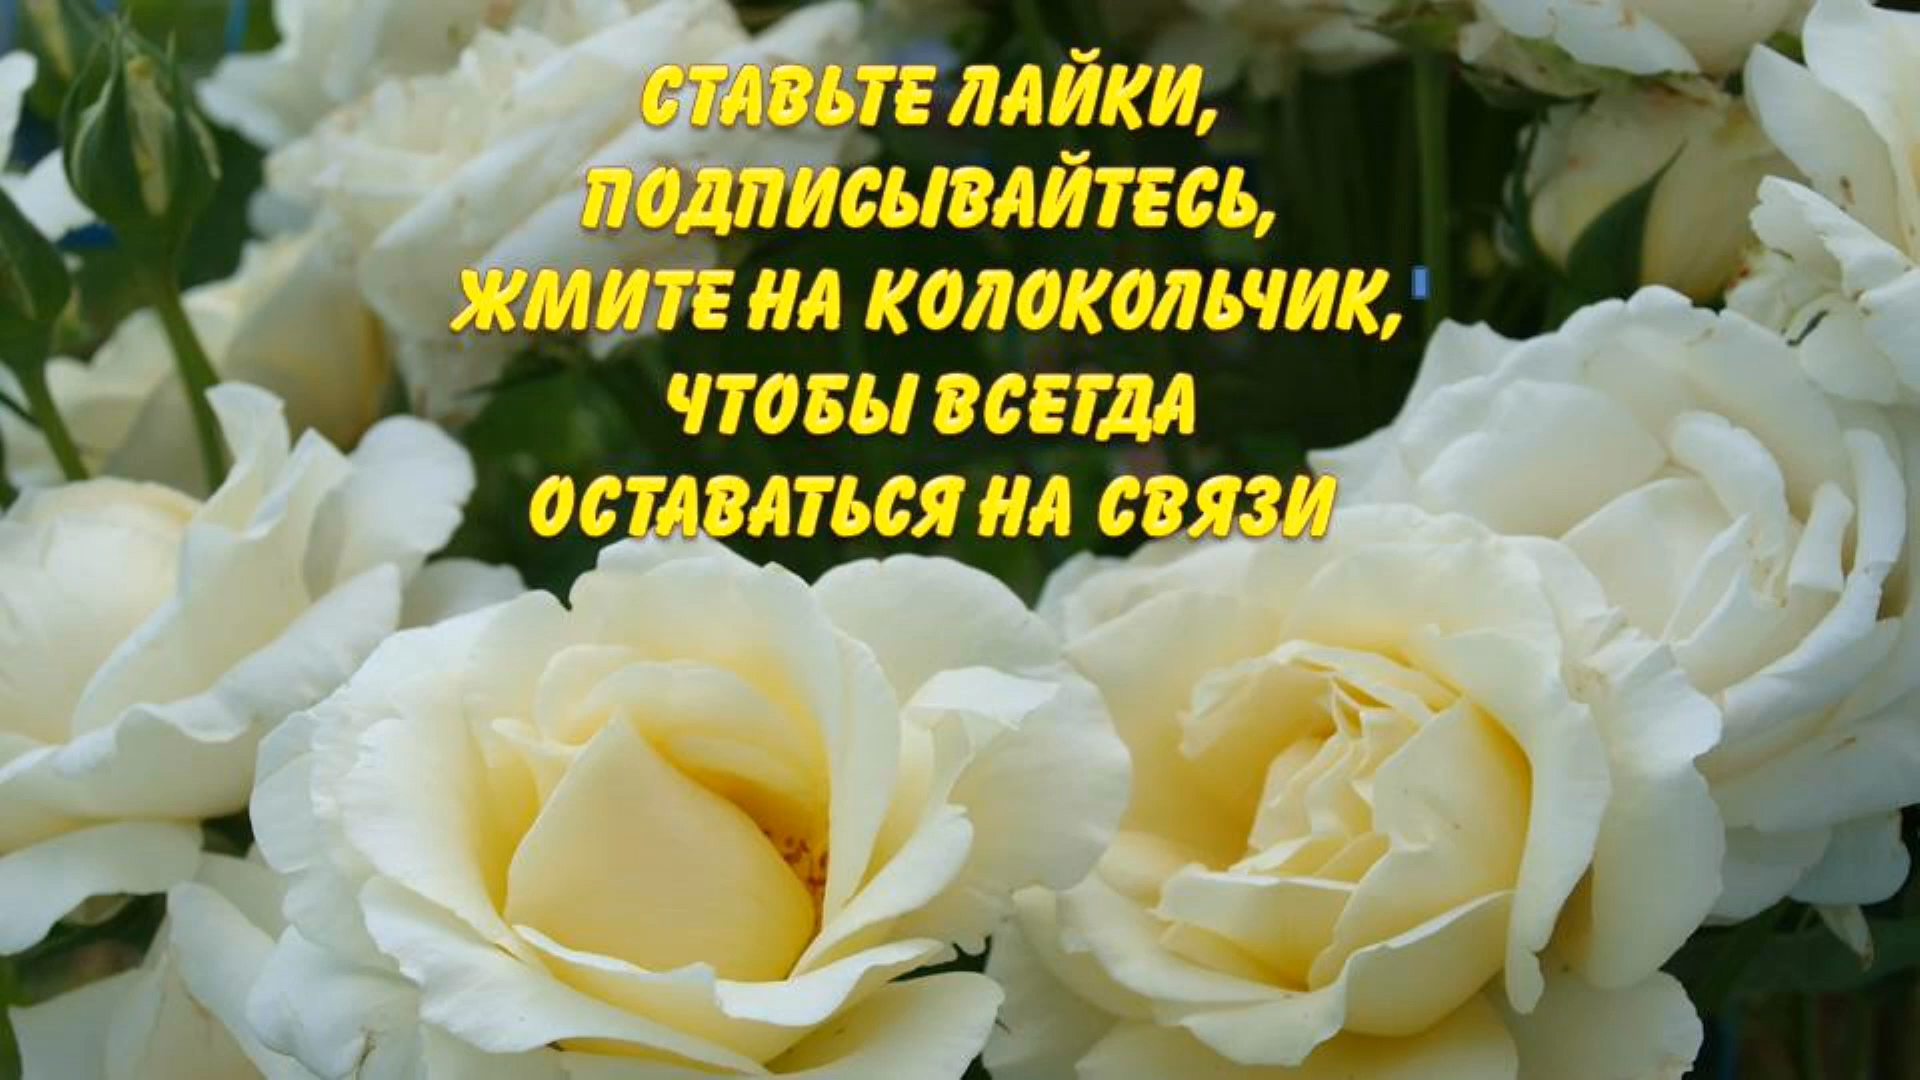 СТАВЬТЕ ЛАЙКИ,
ПОДПИСЫВАЙТЕСЬ,
ЖМИТЕ НА КОЛОКОЛЬЧИК,
ЧТОБЫ ВСЕГДА
ОСТАВАТЬСЯ НА СВЯЗИ